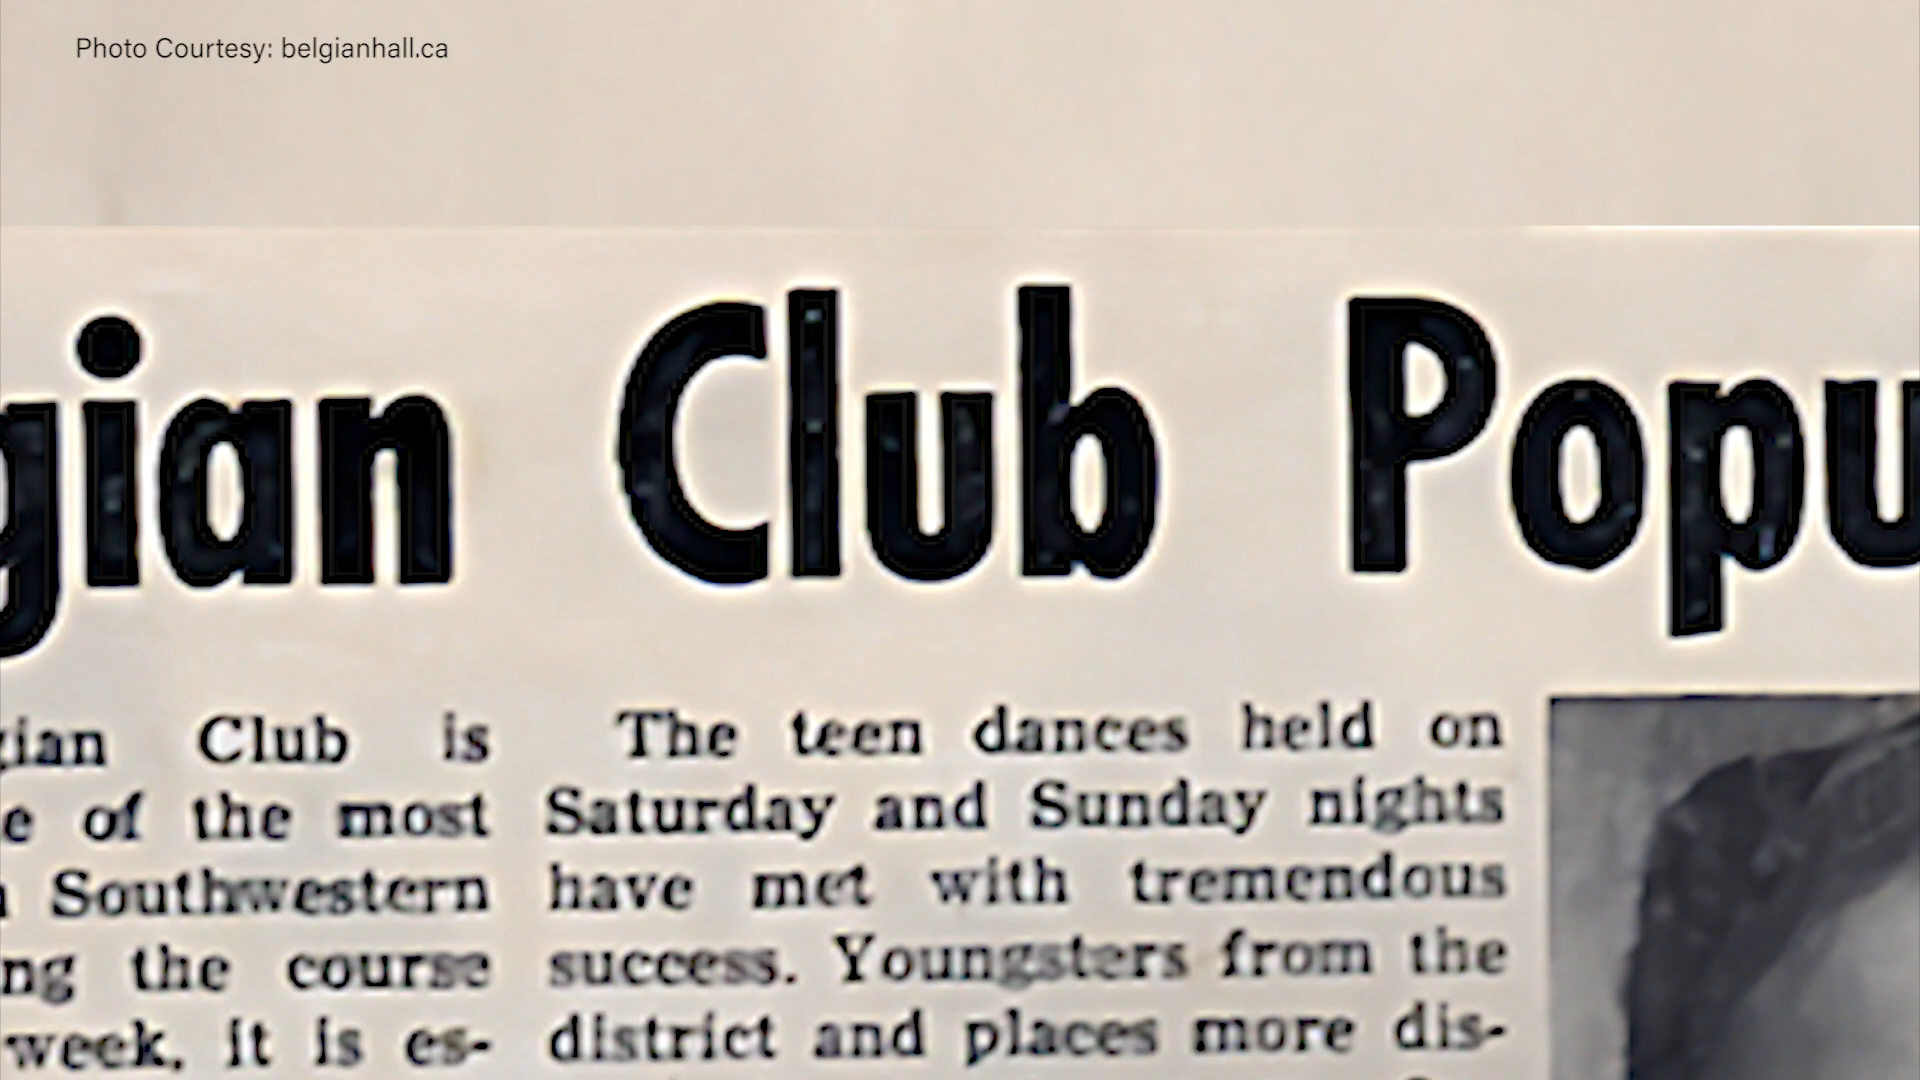 Photo Courtesy: belgianhall.ca
gian Club Popu
gian Club is
e of the most
n Southwestern
ng the course
week, it is es-
The teen dances held on
Saturday and Sunday nights
have met with tremendous
success. Youngsters from the
district and places more dis-